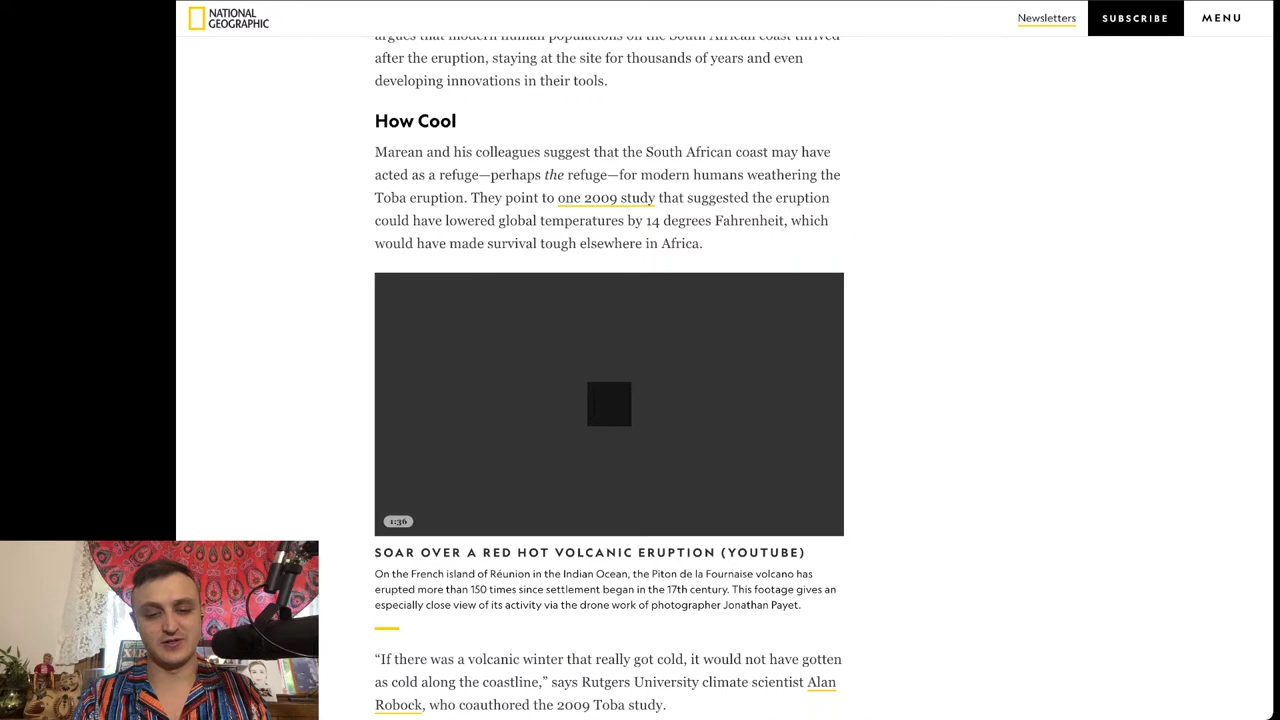 NATIONAL
GEOGRAPHIC
Newsletters
SUBSCRIBE
MENU
argues that modern human populations on the South African coast thrived
after the eruption, staying at the site for thousands of years and even
developing innovations in their tools.
How Cool
Marean and his colleagues suggest that the South African coast may have
acted as a refuge—perhaps the refuge—for modern humans weathering the
Toba eruption. They point to one 2009 study that suggested the eruption
could have lowered global temperatures by 14 degrees Fahrenheit, which
would have made survival tough elsewhere in Africa.
1:36
SOAR OVER A RED HOT VOLCANIC ERUPTION (YOUTUBE)
On the French island of Réunion in the Indian Ocean, the Piton de la Fournaise volcano has
erupted more than 150 times since settlement began in the 17th century. This footage gives an
especially close view of its activity via the drone work of photographer Jonathan Payet.
“If there was a volcanic winter that really got cold, it would not have gotten
as cold along the coastline,” says Rutgers University climate scientist Alan
Robock, who coauthored the 2009 Toba study.